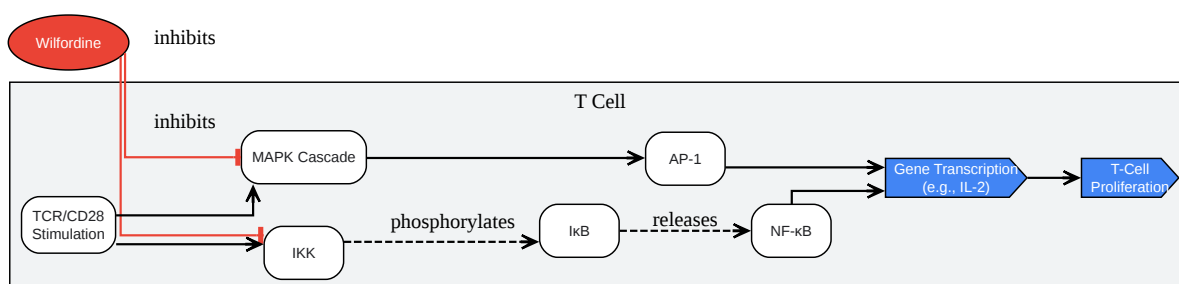 Wilfordine
inhibits
T Cell
inhibits
MAPK Cascade
AP-1
Gene Transcription
(e.g., IL-2)
T-Cell
Proliferation
TCR/CD28
Stimulation
phosphorylates
IκB
releases
NF-κB
IKK